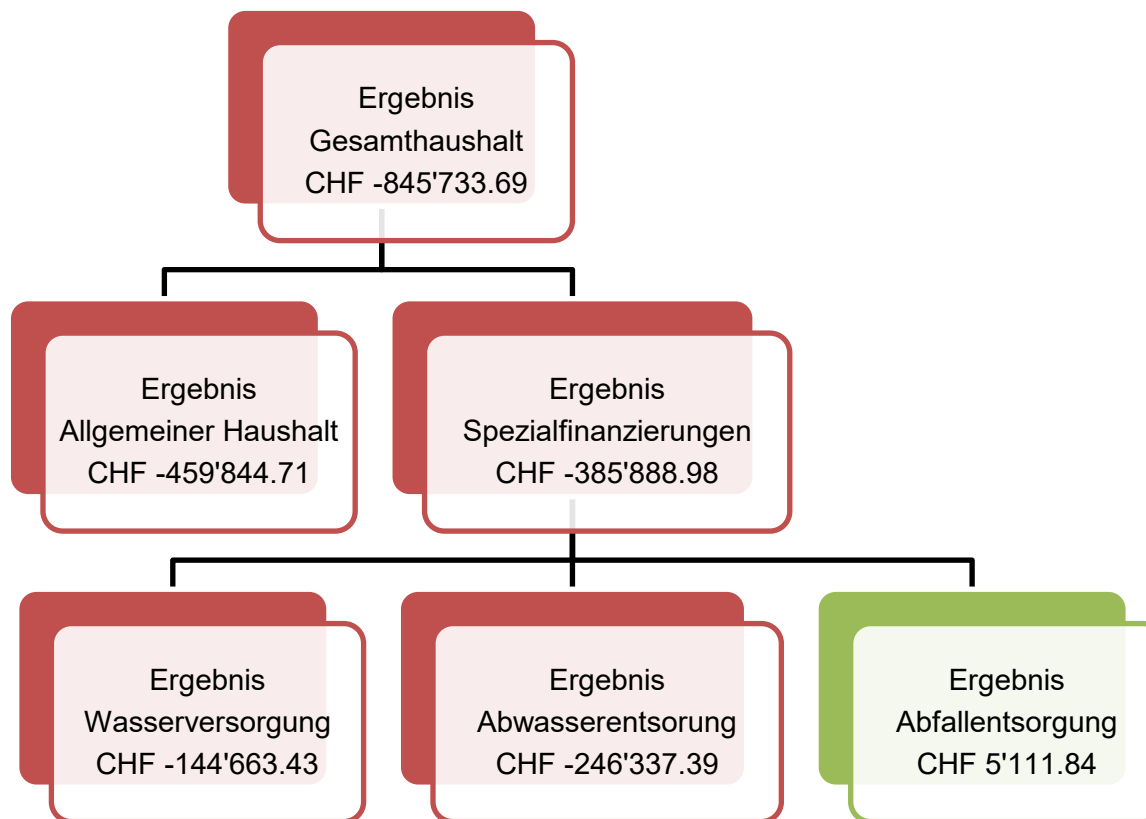 Ergebnis
Gesamthaushalt
CHF -845'733.69
Ergebnis
Allgemeiner Haushalt
CHF -459'844.71
Ergebnis
Spezialfinanzierungen
CHF -385'888.98
Ergebnis
Wasserversorgung
CHF -144'663.43
Ergebnis
Abwasserentsorung
CHF -246'337.39
Ergebnis
Abfallentsorgung
CHF 5'111.84